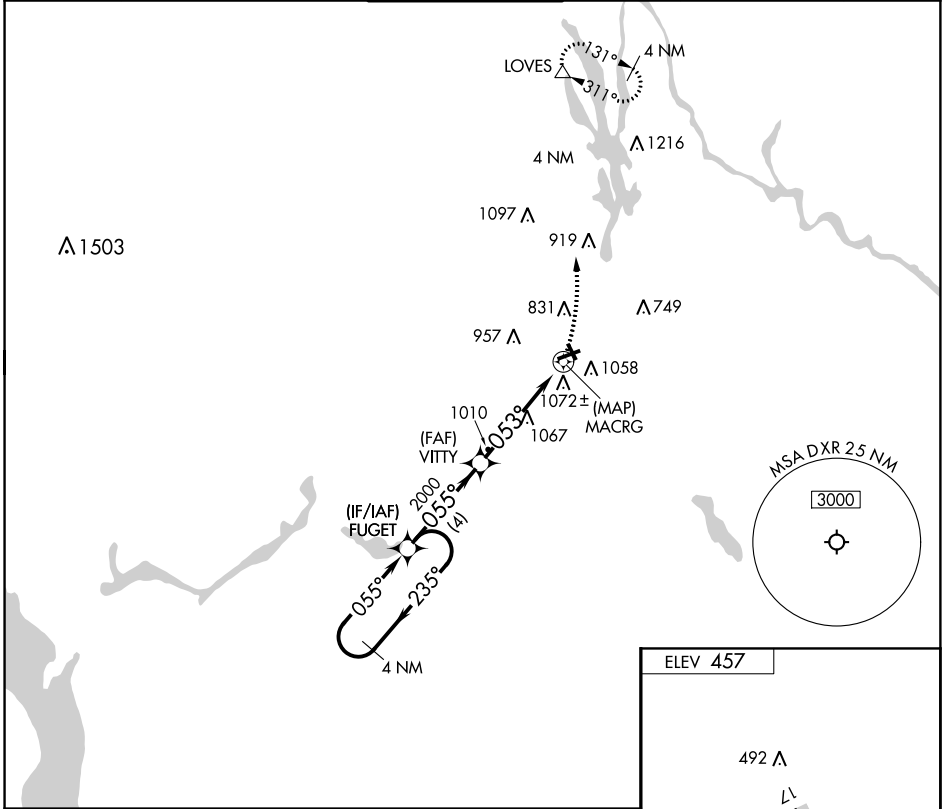 131°
4 NM
LOVES
311°
1216
4 NM
1097
919
1503
831
749
957
1058
1072±
(MAP)
MACRG
1010
053°
1067
(FAF)
VITTY
MSA DXR 25 NM
3000
2000
055°
(4)
(IF/IAF)
FUGET
055°
235°
4 NM
ELEV 457
492
17